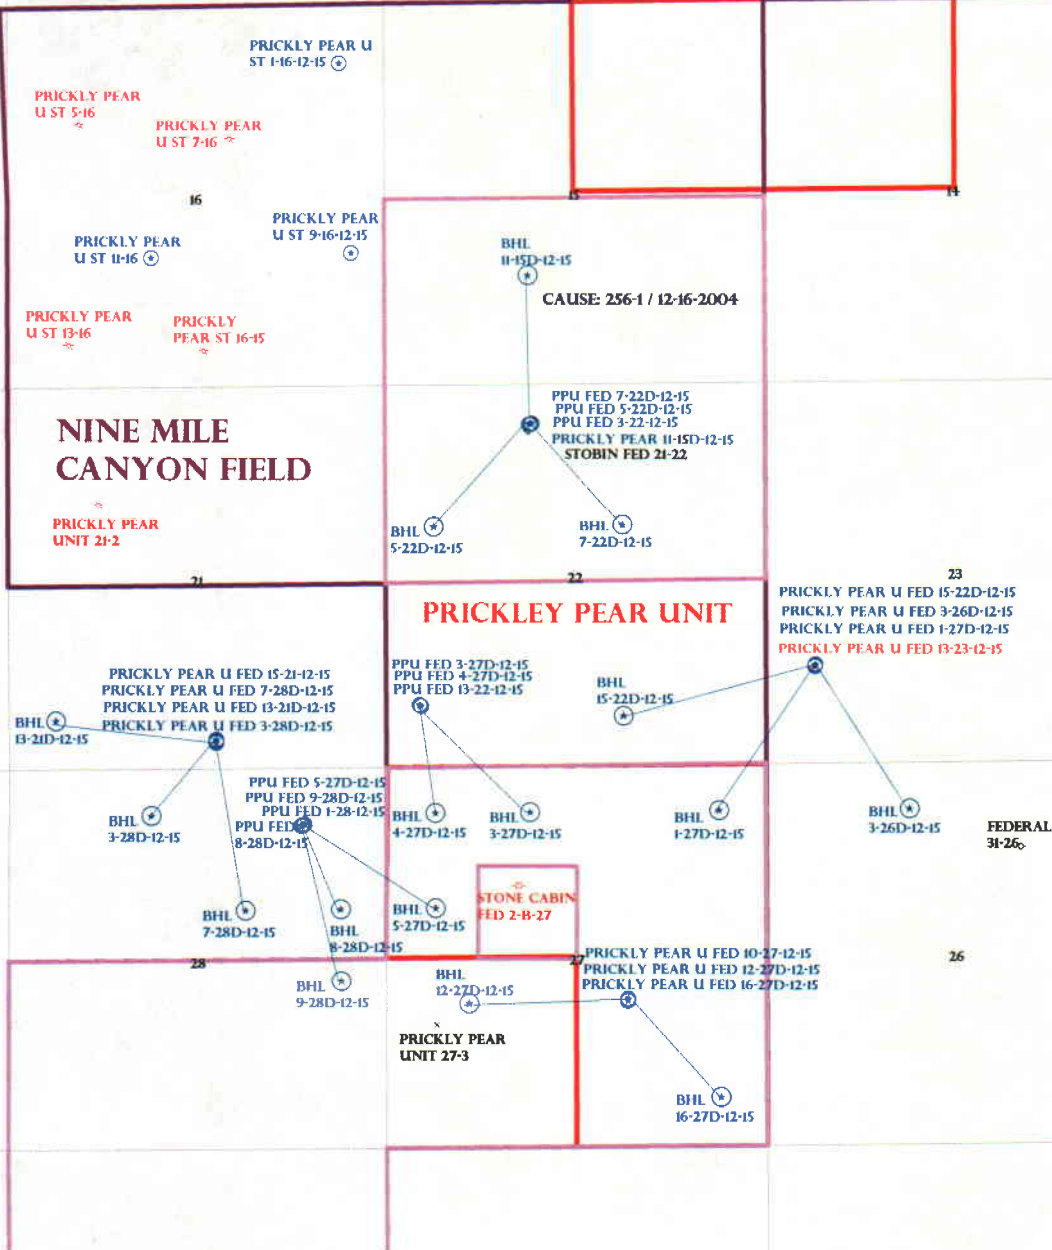 PRICKLY PEAR U
ST 1-16-12-15
PRICKLY PEAR
U ST 5-16
PRICKLY PEAR
U ST 7-16
16
15
14
PRICKLY PEAR
U ST 9-16-12-15
PRICKLY PEAR
U ST 11-16
BHL
11-15D-12-15
CAUSE: 256-1 / 12-16-2004
PRICKLY PEAR
U ST 13-16
PRICKLY
PEAR ST 16-15
PPU FED 7-22D-12-15
PPU FED 5-22D-12-15
PPU FED 3-22-12-15
PRICKLY PEAR 11-15D-12-15
STOBIN FED 21-22
NINE MILE
CANYON FIELD
PRICKLY PEAR
UNIT 21-2
BHL
5-22D-12-15
BHL
7-22D-12-15
21
22
23
PRICKLEY PEAR UNIT
PRICKLY PEAR U FED 15-22D-12-15
PRICKLY PEAR U FED 3-26D-12-15
PRICKLY PEAR U FED 1-27D-12-15
PRICKLY PEAR U FED 13-23-12-15
PRICKLY PEAR U FED 15-21-12-15
PRICKLY PEAR U FED 7-28D-12-15
PRICKLY PEAR U FED 13-21D-12-15
PRICKLY PEAR U FED 3-28D-12-15
PPU FED 3-27D-12-15
PPU FED 4-27D-12-15
PPU FED 13-22-12-15
BHL
15-22D-12-15
BHL
13-21D-12-15
PPU FED 5-27D-12-15
PPU FED 9-28D-12-15
PPU FED 1-28-12-15
PPU FED
8-28D-12-15
BHL
3-28D-12-15
BHL
4-27D-12-15
BHL
3-27D-12-15
BHL
1-27D-12-15
BHL
3-26D-12-15
FEDERAL
31-26
STONE CABIN
FED 2-B-27
BHL
7-28D-12-15
BHL
8-28D-12-15
BHL
5-27D-12-15
28
27
26
PRICKLY PEAR U FED 10-27-12-15
PRICKLY PEAR U FED 12-27D-12-15
PRICKLY PEAR U FED 16-27D-12-15
BHL
9-28D-12-15
BHL
12-27D-12-15
PRICKLY PEAR
UNIT 27-3
BHL
16-27D-12-15